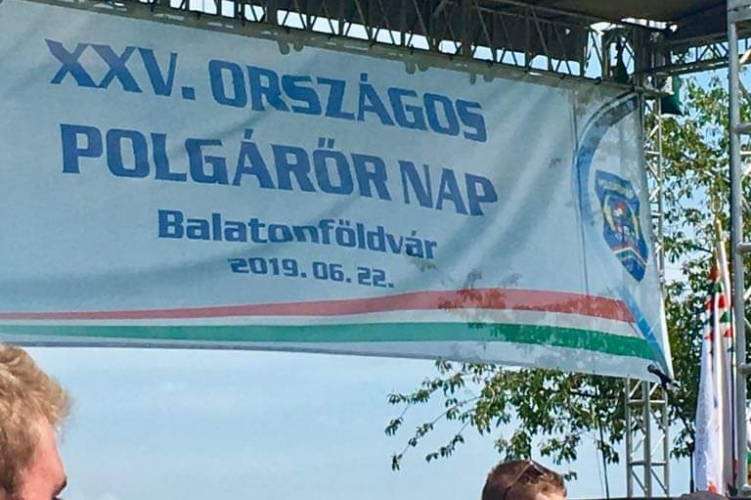 XXV. ORSZÁGOS
POLGÁRŐR NAP
Balatonföldvár
2019.06.22.